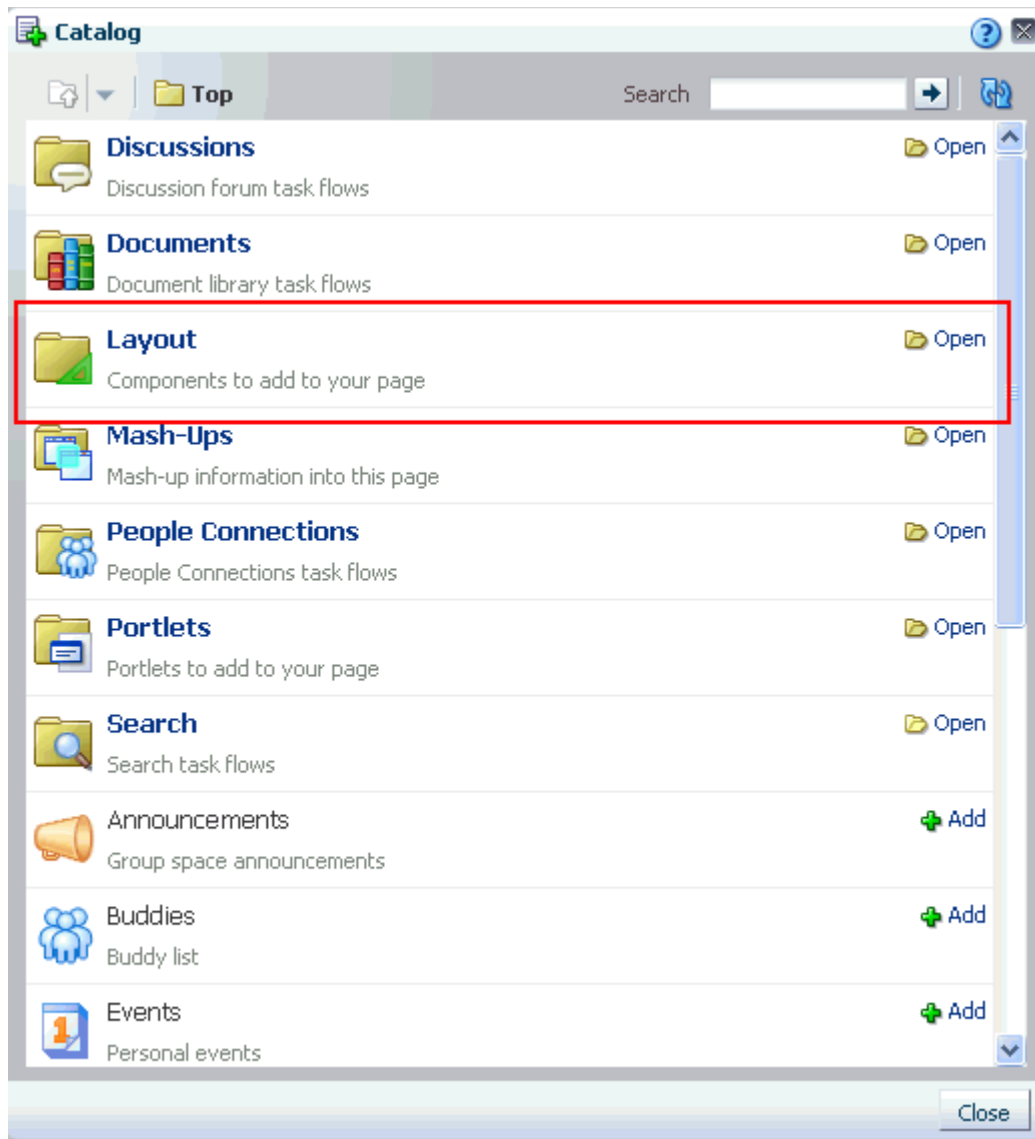 Catalog
Top Search
Discussions Open
Discussion forum task flows
Documents Open
Document library task flows
Layout Open
Components to add to your page
Mash-Ups Open
Mash-up information into this page
People Connections Open
People Connections task flows
Portlets Open
Portlets to add to your page
Search Open
Search task flows
Announcements Add
Group space announcements
Buddies Add
Buddy list
Events Add
1
Personal events
Close